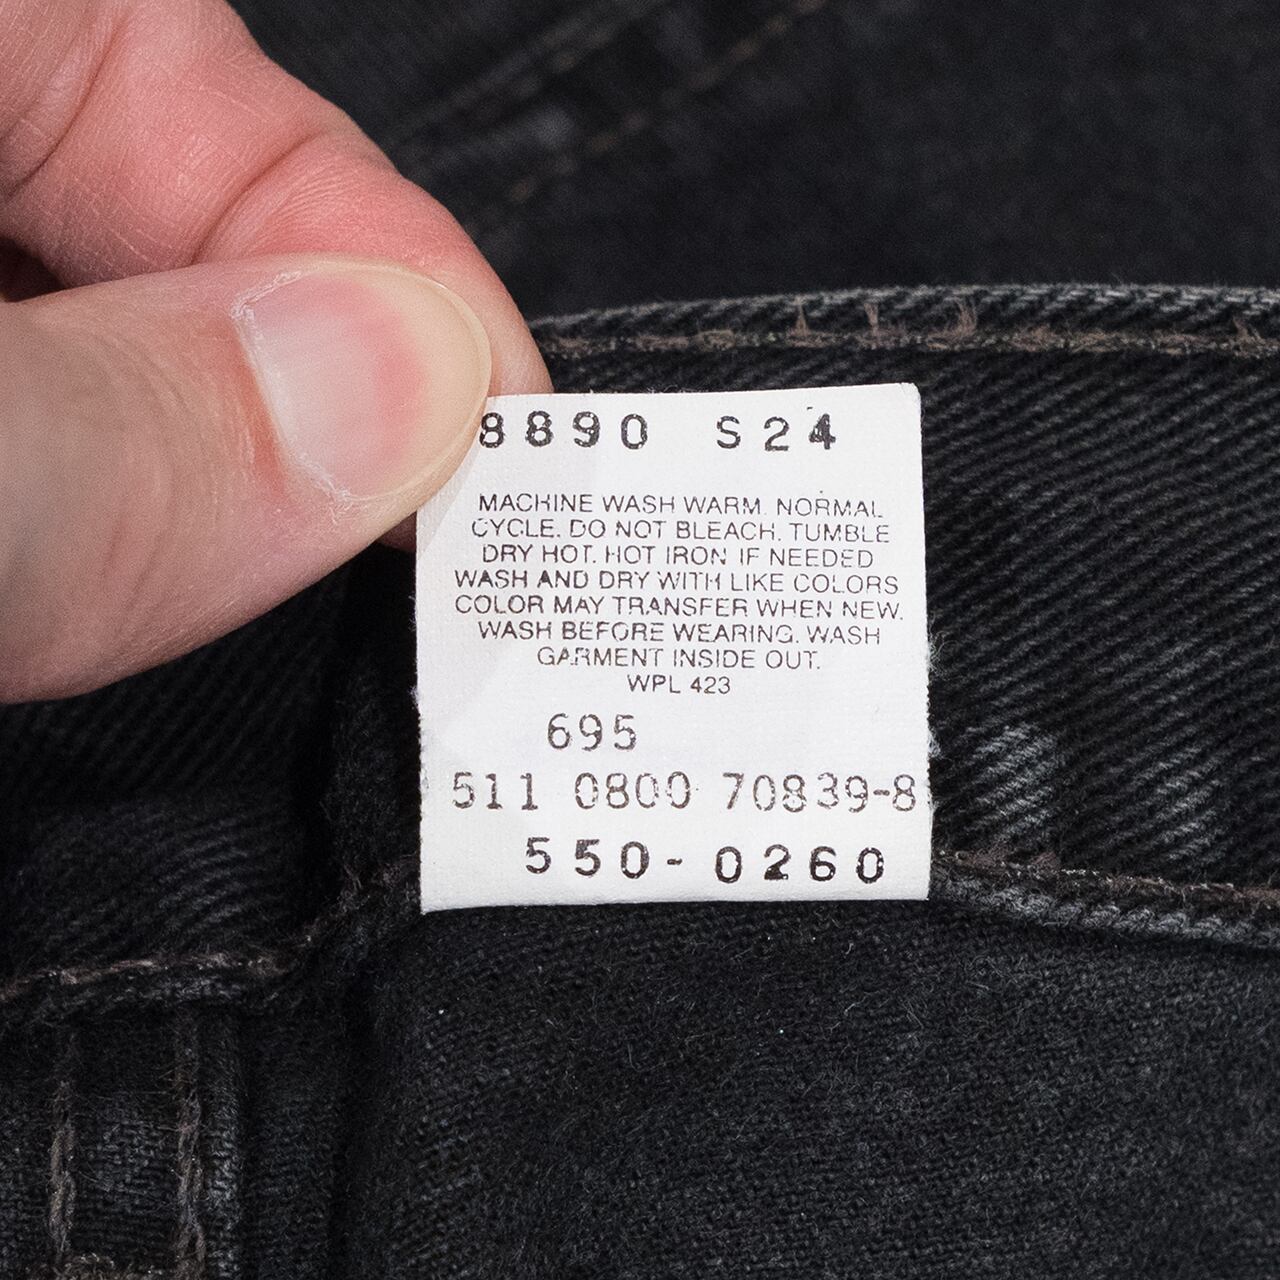 8890 S24
MACHINE WASH WARM. NORMAL
CYCLE. DO NOT BLEACH. TUMBLE
DRY HOT. HOT IRON IF NEEDED
WASH AND DRY WITH LIKE COLORS
COLOR MAY TRANSFER WHEN NEW.
WASH BEFORE WEARING. WASH
GARMENT INSIDE OUT.
WPL 423
695
511 0800 70839-8
550-0260